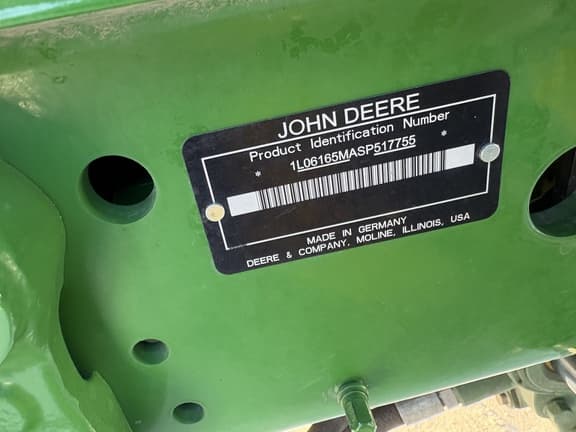 JOHN DEERE
Product Identification Number
* 1L06165MASP517755 *
MADE IN GERMANY
DEERE & COMPANY, MOLINE, ILLINOIS, USA